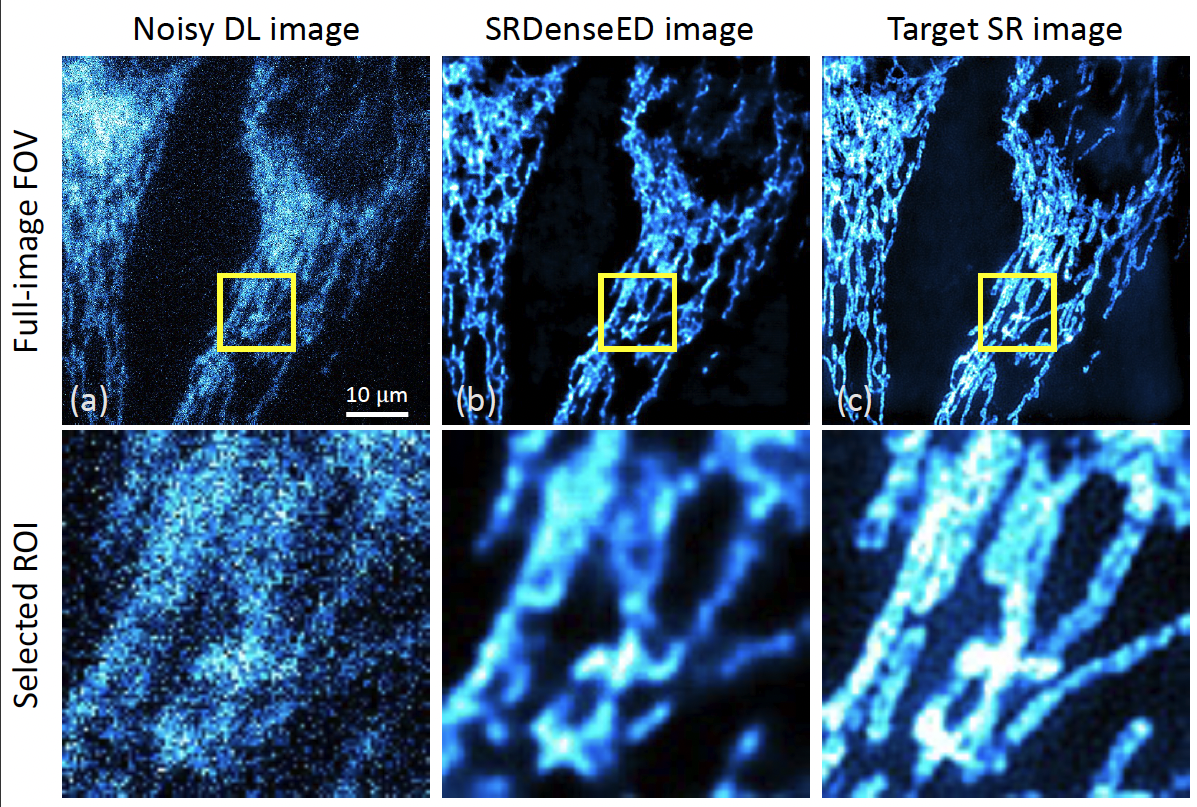 Noisy DL image
SRDenseED image
Target SR image
Full-image FOV
(a)
10 µm
(b)
(c)
Selected ROI